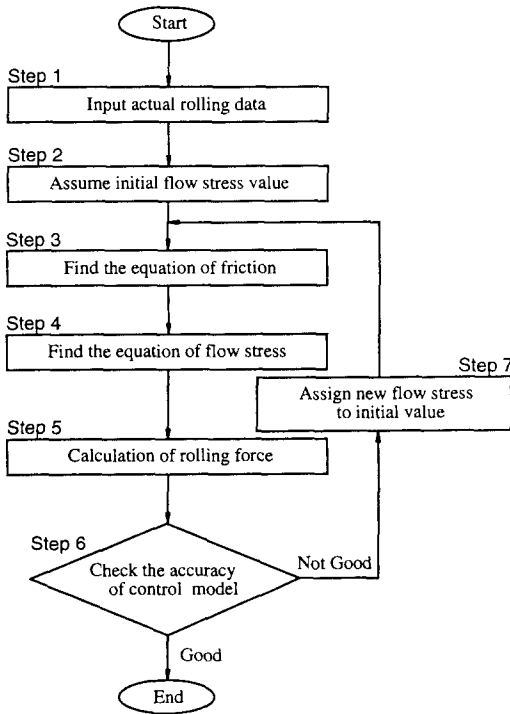 Start
Step 1
Input actual rolling data
Step 2
Assume initial flow stress value
Step 3
Find the equation of friction
Step 4
Find the equation of flow stress
Step 7
Assign new flow stress
to initial value
Step 5
Calculation of rolling force
Step 6
Check the accuracy
of control model
Not Good
Good
End